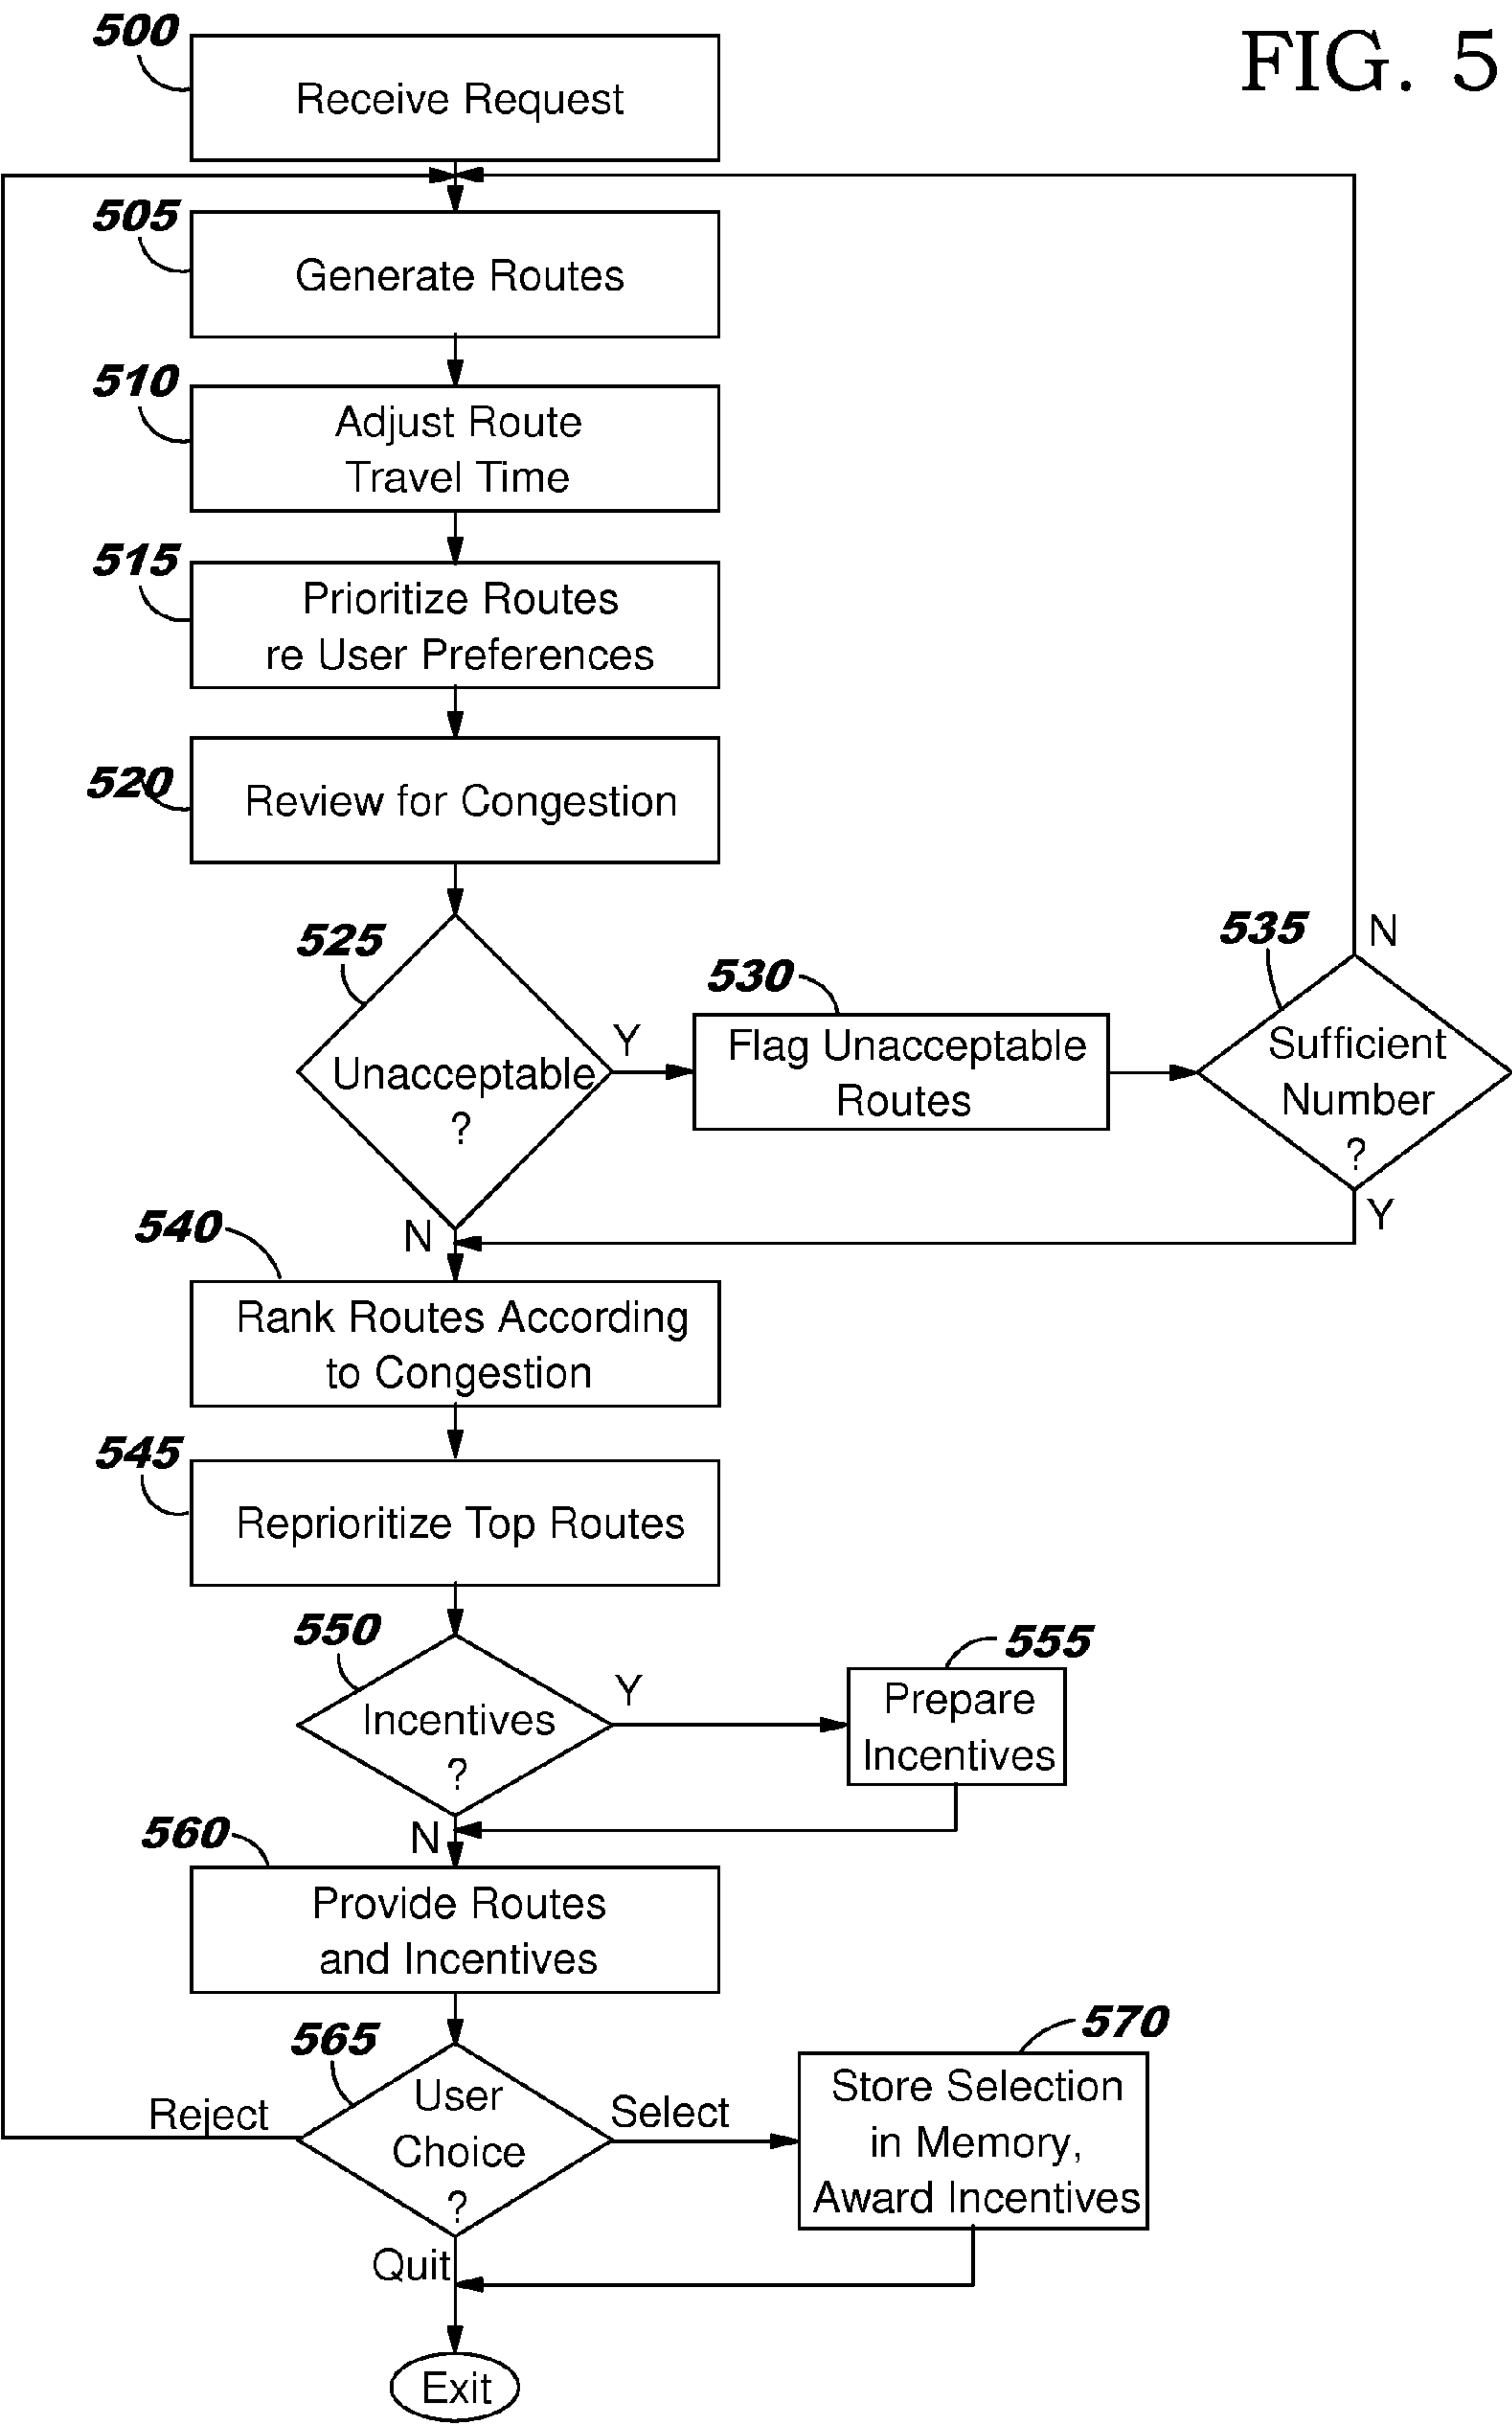 FIG. 5
500
Receive Request
505
Generate Routes
510
Adjust Route
Travel Time
515
Prioritize Routes
re User Preferences
520
Review for Congestion
525
Unacceptable
?
Y
N
530
Flag Unacceptable
Routes
535
Sufficient
Number
?
N
Y
540
Rank Routes According
to Congestion
545
Reprioritize Top Routes
550
Incentives
?
Y
N
555
Prepare
Incentives
560
Provide Routes
and Incentives
565
User
Choice
?
Reject
Select
Quit
570
Store Selection
in Memory,
Award Incentives
Exit